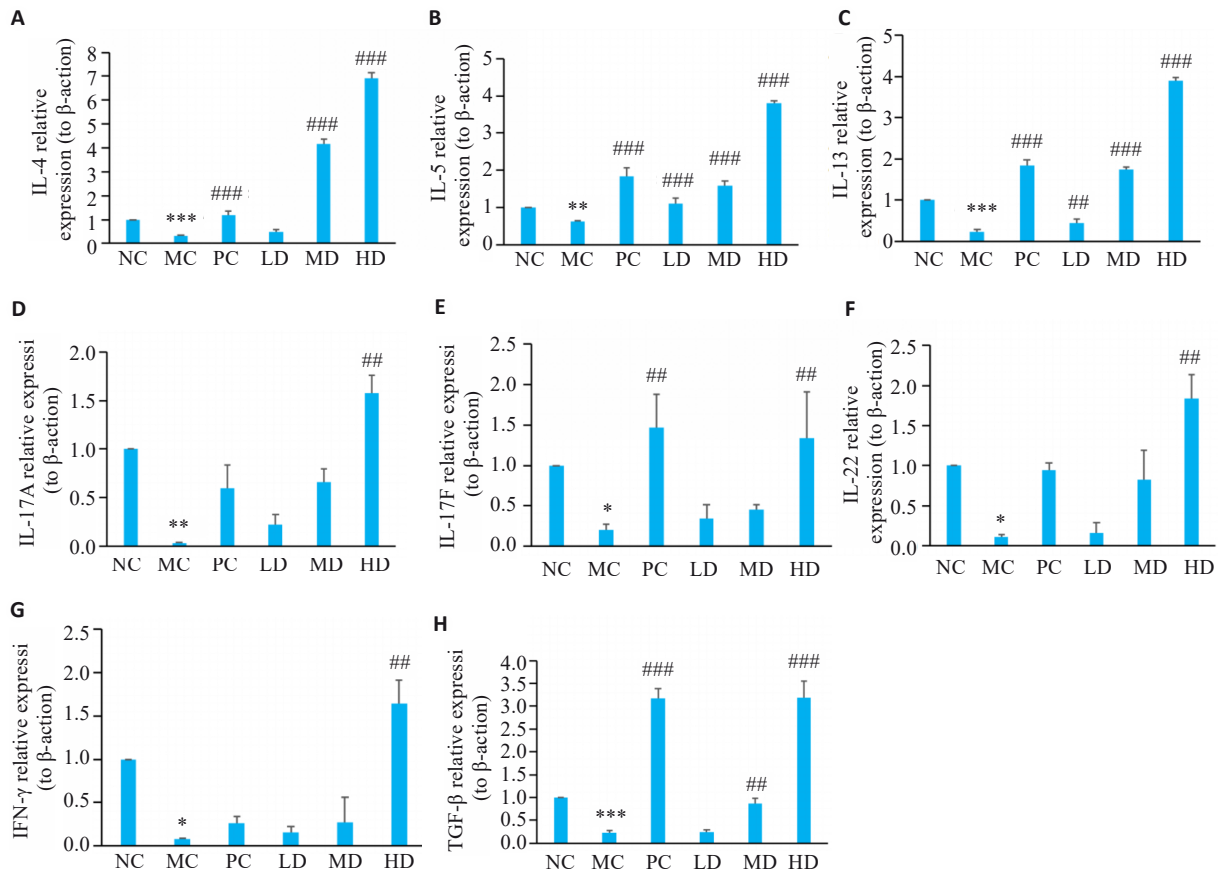 A
IL-4 relative
expression (to β-action)
8
7
6
5
4
3
2
1
0
***
###
###
###
NC MC PC LD MD HD
B
IL-5 relative
expression (to β-action)
5
4
3
2
1
0
**
###
###
###
###
NC MC PC LD MD HD
C
IL-13 relative
expression (to β-action)
5
4
3
2
1
0
***
###
##
###
###
NC MC PC LD MD HD
D
IL-17A relative expressi
(to β-action)
2.0
1.5
1.0
0.5
0.0
**
##
NC MC PC LD MD HD
E
IL-17F relative expressi
(to β-action)
2.5
2.0
1.5
1.0
0.5
0.0
*
##
##
NC MC PC LD MD HD
F
IL-22 relative
expression (to β-action)
2.5
2.0
1.5
1.0
0.5
0.0
*
##
NC MC PC LD MD HD
G
IFN-γ relative expressi
(to β-action)
2.5
2.0
1.5
1.0
0.5
0.0
*
##
NC MC PC LD MD HD
H
TGF-β relative expressi
(to β-action)
4.0
3.5
3.0
2.5
2.0
1.0
0.5
0.0
***
###
##
###
NC MC PC LD MD HD